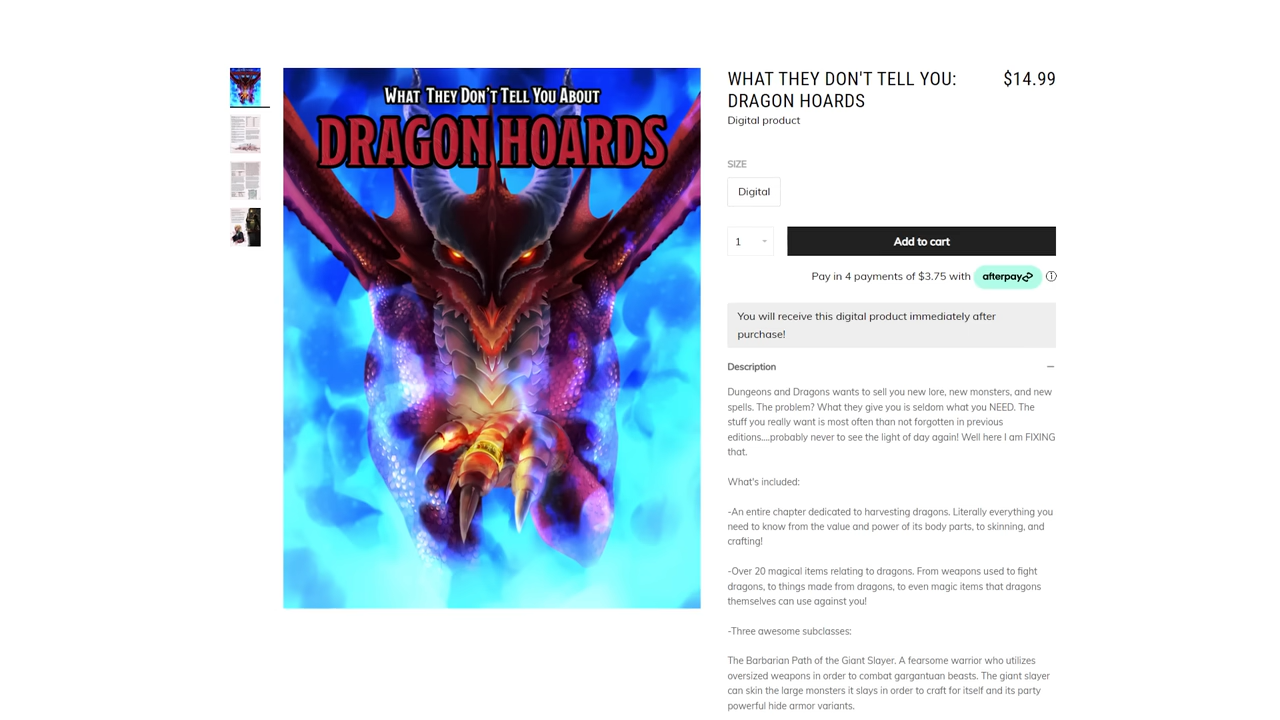 What They Don't Tell You About
DRAGON HOARDS
WHAT THEY DON'T TELL YOU:
DRAGON HOARDS
$14.99
Digital product
SIZE
Digital
1
Add to cart
Pay in 4 payments of $3.75 with afterpay ⓘ
You will receive this digital product immediately after
purchase!
Description
Dungeons and Dragons wants to sell you new lore, new monsters, and new
spells. The problem? What they give you is seldom what you NEED. The
stuff you really want is most often than not forgotten in previous
editions....probably never to see the light of day again! Well here I am FIXING
that.
What's included:
-An entire chapter dedicated to harvesting dragons. Literally everything you
need to know from the value and power of its body parts, to skinning, and
crafting!
-Over 20 magical items relating to dragons. From weapons used to fight
dragons, to things made from dragons, to even magic items that dragons
themselves can use against you!
-Three awesome subclasses:
The Barbarian Path of the Giant Slayer. A fearsome warrior who utilizes
oversized weapons in order to combat gargantuan beasts. The giant slayer
can skin the large monsters it slays in order to craft for itself and its party
powerful hide armor variants.